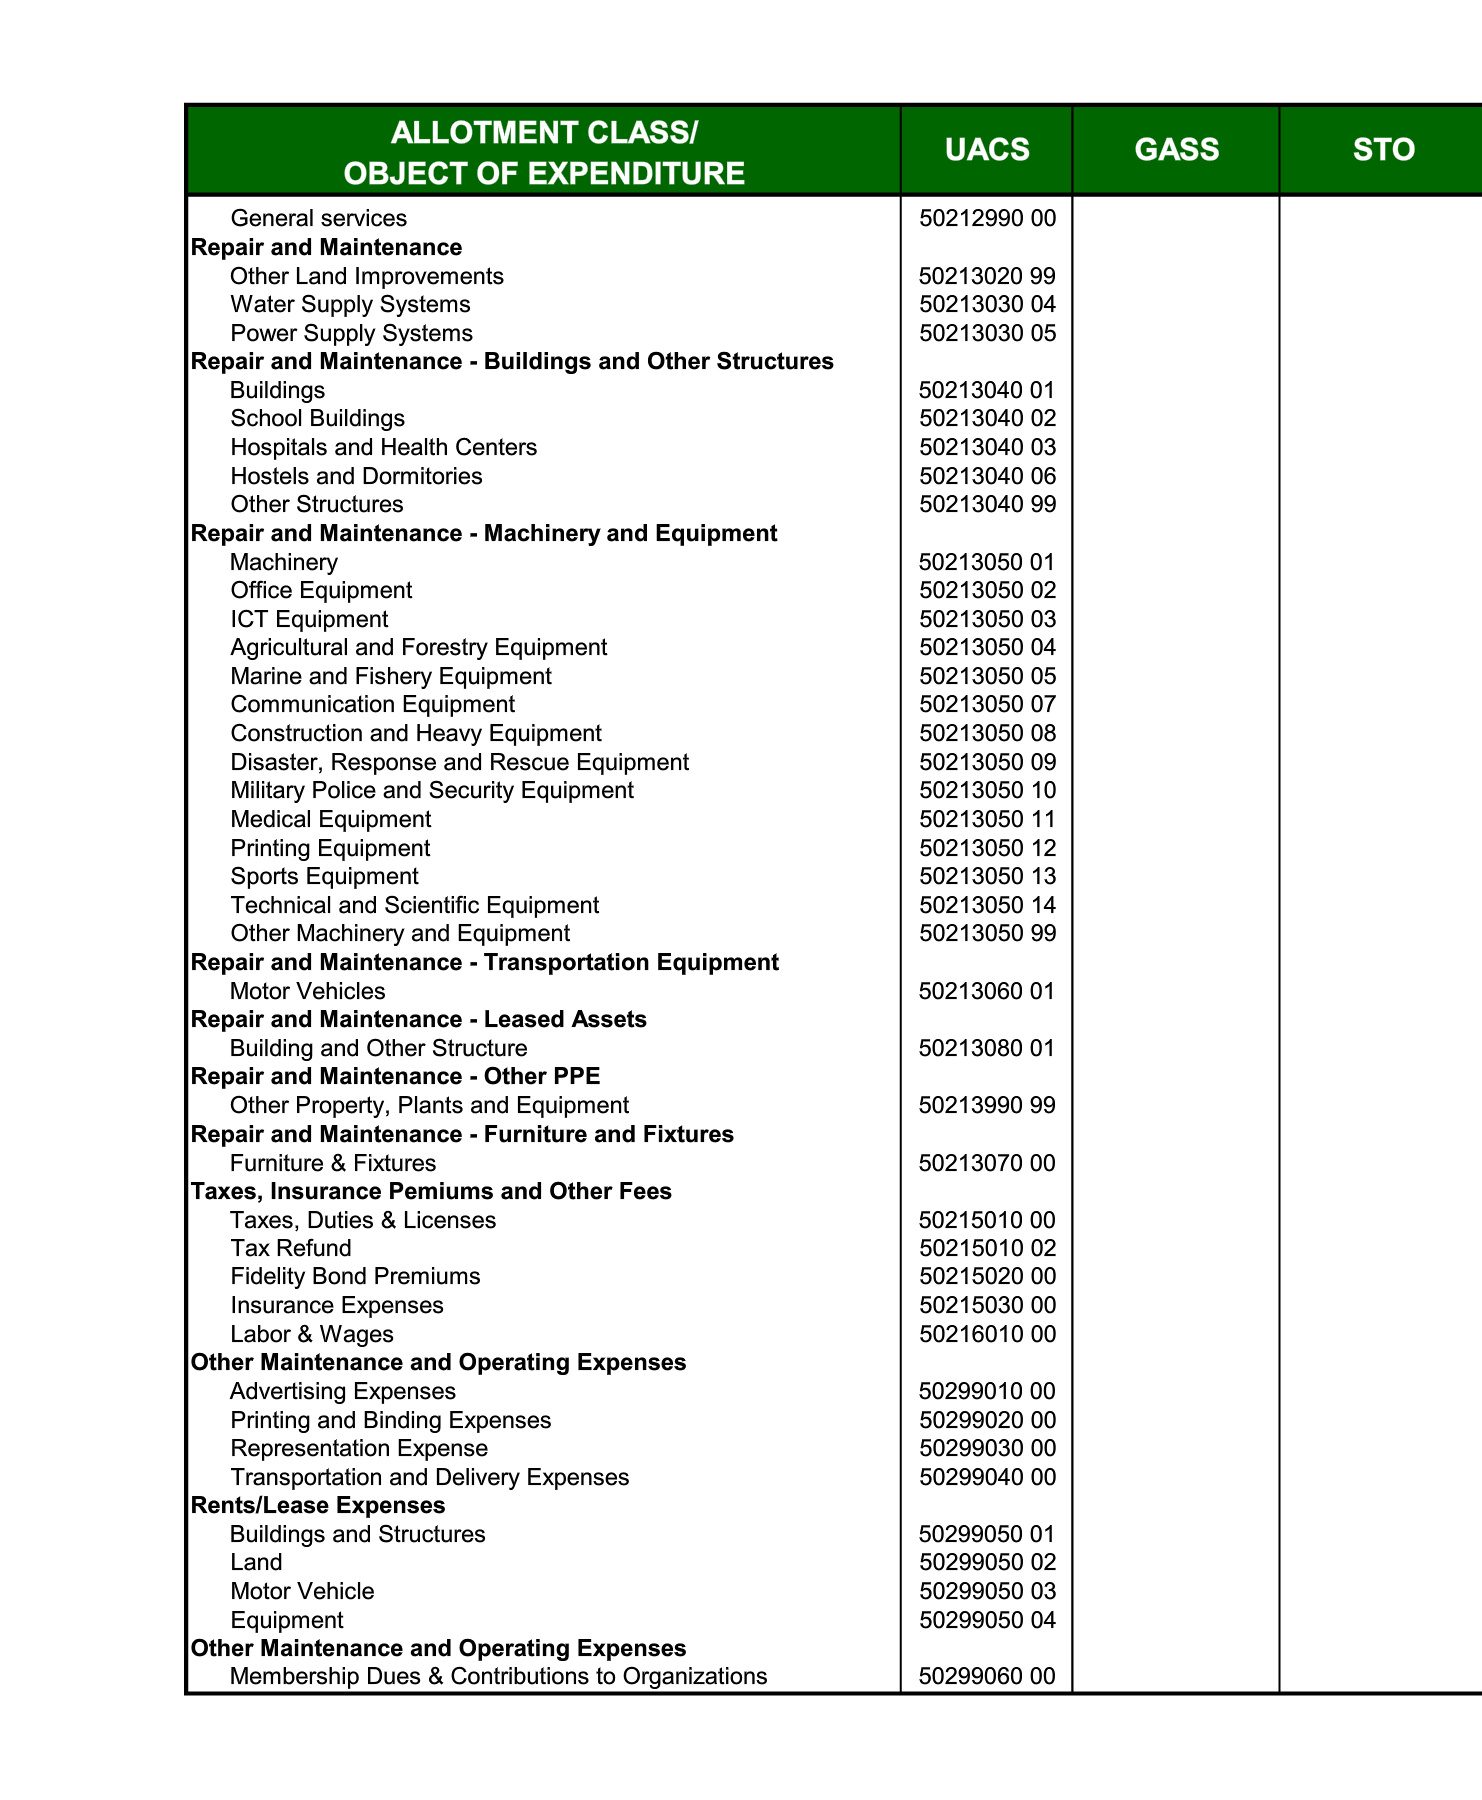 ALLOTMENT CLASS/
OBJECT OF EXPENDITURE UACS GASS STO
General services 50212990 00
Repair and Maintenance
Other Land Improvements 50213020 99
Water Supply Systems 50213030 04
Power Supply Systems 50213030 05
Repair and Maintenance - Buildings and Other Structures
Buildings 50213040 01
School Buildings 50213040 02
Hospitals and Health Centers 50213040 03
Hostels and Dormitories 50213040 06
Other Structures 50213040 99
Repair and Maintenance - Machinery and Equipment
Machinery 50213050 01
Office Equipment 50213050 02
ICT Equipment 50213050 03
Agricultural and Forestry Equipment 50213050 04
Marine and Fishery Equipment 50213050 05
Communication Equipment 50213050 07
Construction and Heavy Equipment 50213050 08
Disaster, Response and Rescue Equipment 50213050 09
Military Police and Security Equipment 50213050 10
Medical Equipment 50213050 11
Printing Equipment 50213050 12
Sports Equipment 50213050 13
Technical and Scientific Equipment 50213050 14
Other Machinery and Equipment 50213050 99
Repair and Maintenance - Transportation Equipment
Motor Vehicles 50213060 01
Repair and Maintenance - Leased Assets
Building and Other Structure 50213080 01
Repair and Maintenance - Other PPE
Other Property, Plants and Equipment 50213990 99
Repair and Maintenance - Furniture and Fixtures
Furniture & Fixtures 50213070 00
Taxes, Insurance Pemiums and Other Fees
Taxes, Duties & Licenses 50215010 00
Tax Refund 50215010 02
Fidelity Bond Premiums 50215020 00
Insurance Expenses 50215030 00
Labor & Wages 50216010 00
Other Maintenance and Operating Expenses
Advertising Expenses 50299010 00
Printing and Binding Expenses 50299020 00
Representation Expense 50299030 00
Transportation and Delivery Expenses 50299040 00
Rents/Lease Expenses
Buildings and Structures 50299050 01
Land 50299050 02
Motor Vehicle 50299050 03
Equipment 50299050 04
Other Maintenance and Operating Expenses
Membership Dues & Contributions to Organizations 50299060 00